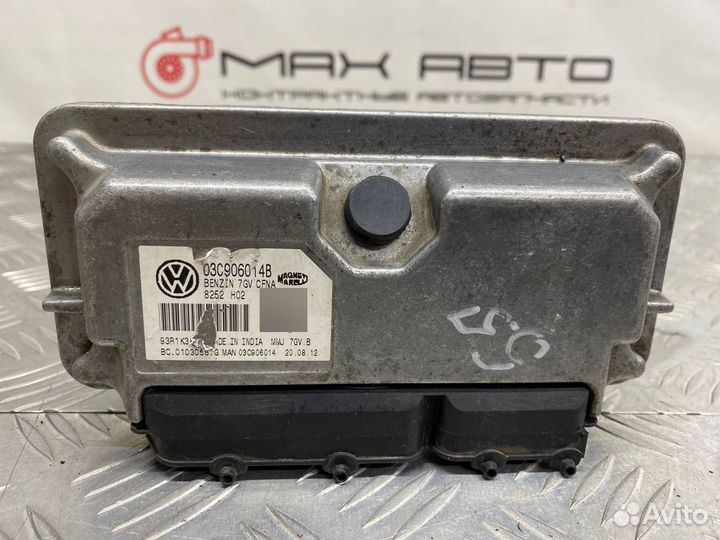 MAX АВТО
КОНТРАКТНЫЕ АВТОЗАПЧАСТИ
03C906014B
BENZIN 7GV CFNA
8252 H02
MAGNETI MARELLI
MADE IN INDIA MMJ 7GV.B
MAN 03C906014 20.08.12
Avito